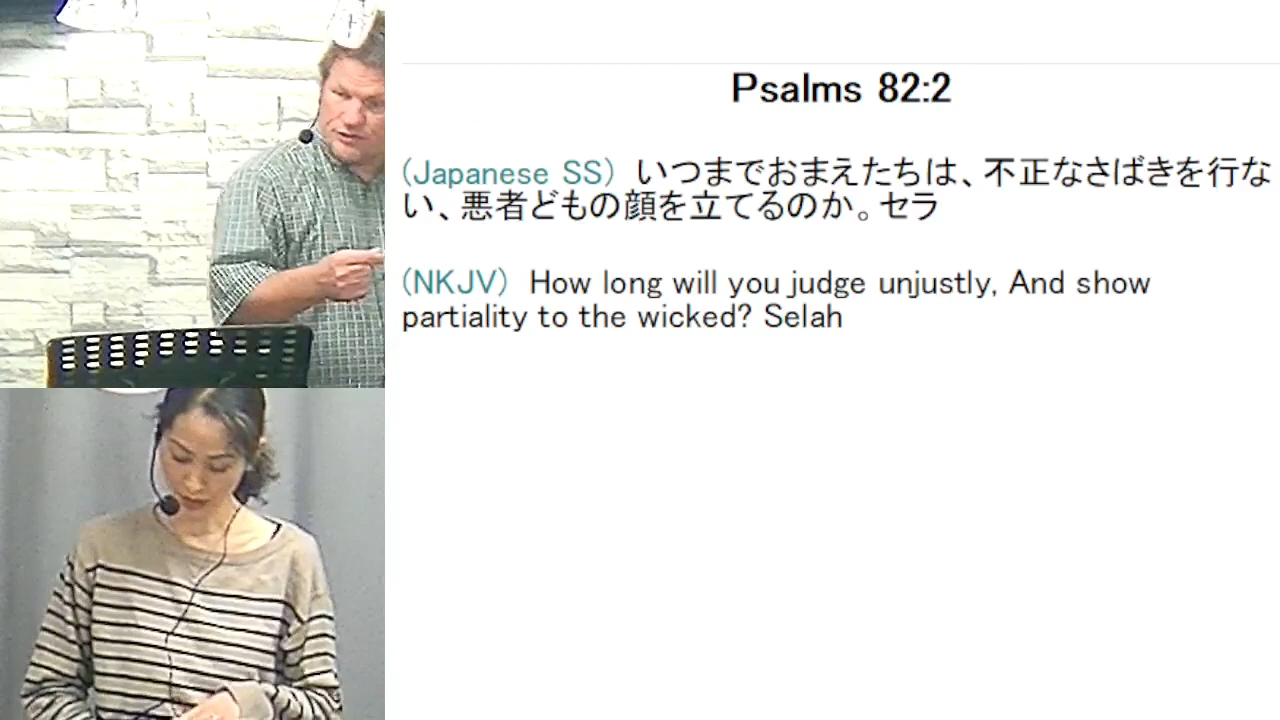 Psalms 82:2
(Japanese SS) いつまでおまえたちは、不正なさばきを行な
い、悪者どもの顔を立てるのか。セラ
(NKJV) How long will you judge unjustly, And show
partiality to the wicked? Selah